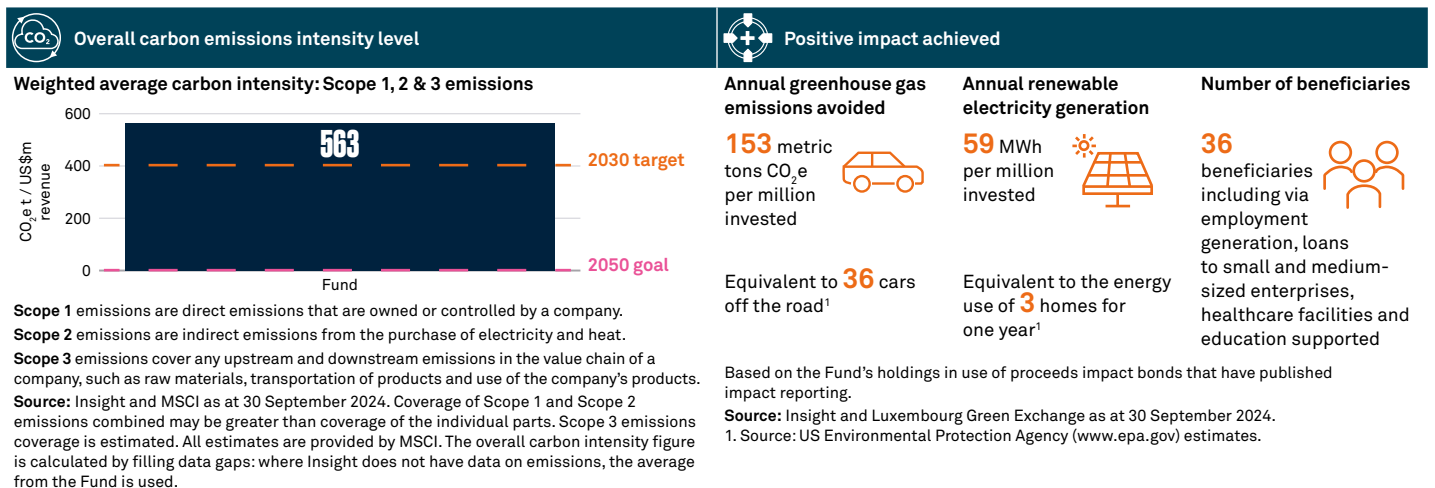 CO₂
Overall carbon emissions intensity level
Weighted average carbon intensity: Scope 1, 2 & 3 emissions
CO₂e t / US$m
revenue
600
400
200
0
563
2030 target
2050 goal
Fund
Scope 1 emissions are direct emissions that are owned or controlled by a company.
Scope 2 emissions are indirect emissions from the purchase of electricity and heat.
Scope 3 emissions cover any upstream and downstream emissions in the value chain of a
company, such as raw materials, transportation of products and use of the company's products.
Source: Insight and MSCI as at 30 September 2024. Coverage of Scope 1 and Scope 2
emissions combined may be greater than coverage of the individual parts. Scope 3 emissions
coverage is estimated. All estimates are provided by MSCI. The overall carbon intensity figure
is calculated by filling data gaps: where Insight does not have data on emissions, the average
from the Fund is used.
Positive impact achieved
Annual greenhouse gas
emissions avoided
153 metric
tons CO₂e
per million
invested
Equivalent to 36 cars
off the road¹
Annual renewable
electricity generation
59 MWh
per million
invested
Equivalent to the energy
use of 3 homes for
one year¹
Number of beneficiaries
36
beneficiaries
including via
employment
generation, loans
to small and medium-
sized enterprises,
healthcare facilities and
education supported
Based on the Fund's holdings in use of proceeds impact bonds that have published
impact reporting.
Source: Insight and Luxembourg Green Exchange as at 30 September 2024.
1. Source: US Environmental Protection Agency (www.epa.gov) estimates.